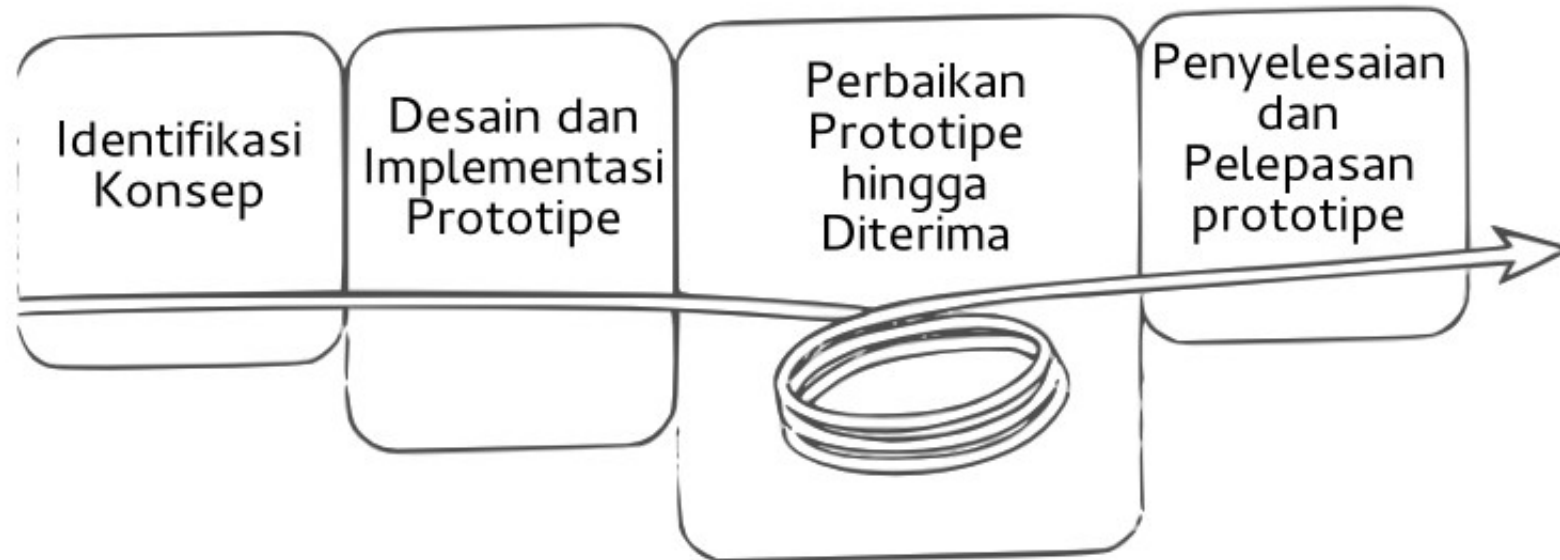 Identifikasi
Konsep
Desain dan
Implementasi
Prototipe
Perbaikan
Prototipe
hingga
Diterima
Penyelesaian
dan
Pelepasan
prototipe